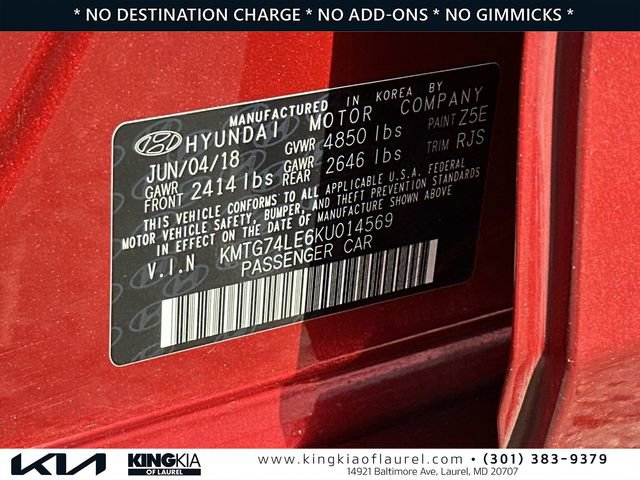 * NO DESTINATION CHARGE * NO ADD-ONS * NO GIMMICKS *
MANUFACTURED IN KOREA BY
HYUNDAI MOTOR COMPANY
JUN/04/18 GVWR 4850 lbs PAINT Z5E
GAWR FRONT 2414 lbs GAWR REAR 2646 lbs TRIM RJS
THIS VEHICLE CONFORMS TO ALL APPLICABLE U.S.A. FEDERAL
MOTOR VEHICLE SAFETY, BUMPER, AND THEFT PREVENTION STANDARDS
IN EFFECT ON THE DATE OF MANUFACTURE SHOWN ABOVE
V.I.N KMTG74LE6KU014569
PASSENGER CAR
KIA KING KIA OF LAUREL
www.kingkiaoflaurel.com • (301) 383-9379
14921 Baltimore Ave, Laurel, MD 20707